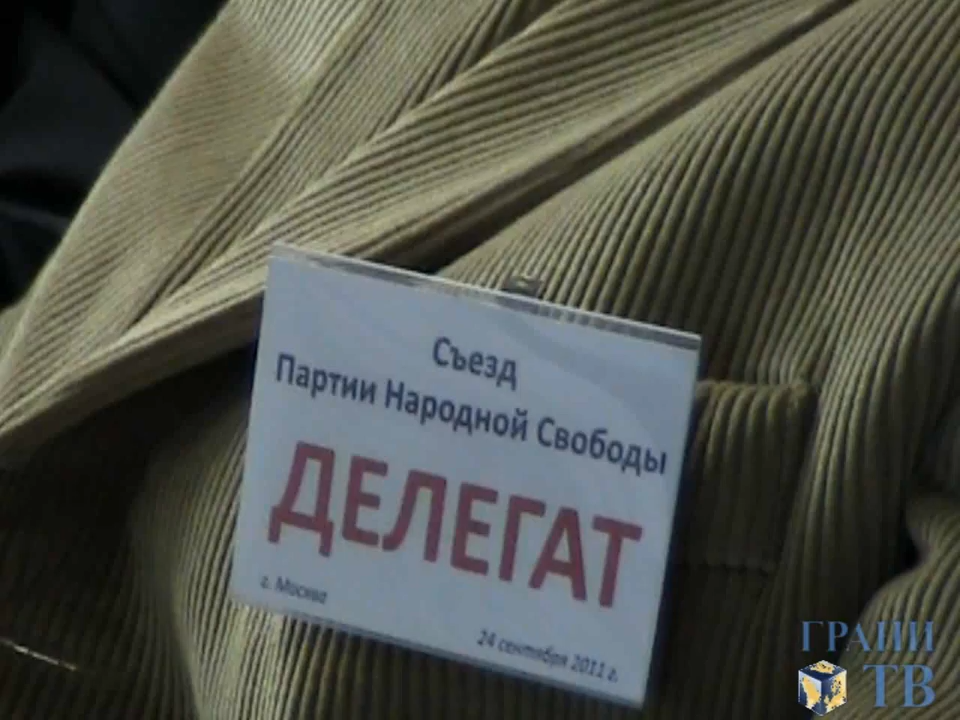 Съезд
Партии Народной Свободы
ДЕЛЕГАТ
г. Москва
24 сентября 2011 г.
ГРАНИ
ТВ